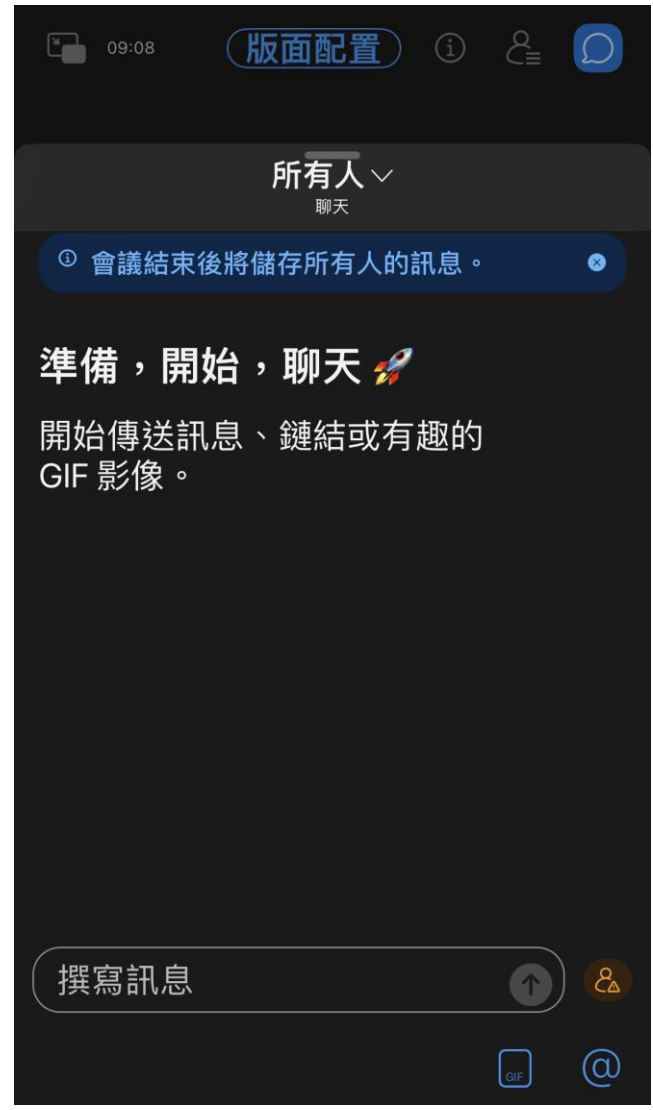 09:08 版面配置
所有人
聊天
會議結束後將儲存所有人的訊息。
準備，開始，聊天 🚀
開始傳送訊息、鏈結或有趣的
GIF 影像。
撰寫訊息
GIF @